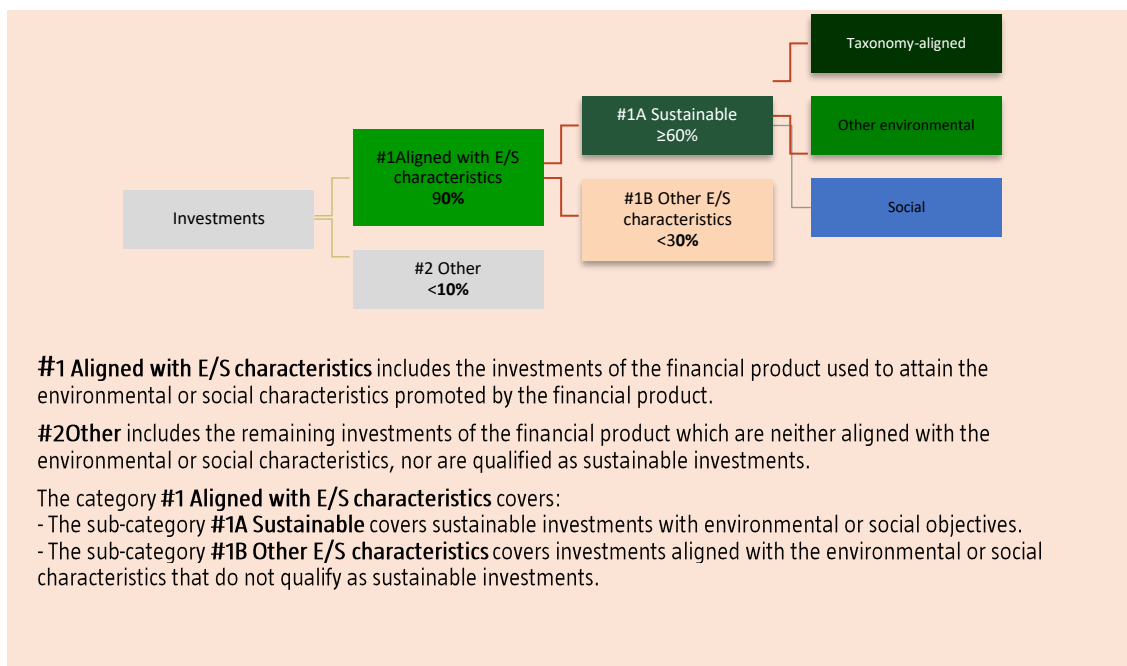 Taxonomy-aligned
#1A Sustainable
≥60%
Other environmental
#1Aligned with E/S
characteristics
90%
#1B Other E/S
characteristics
<30%
Social
Investments
#2 Other
<10%
#1 Aligned with E/S characteristics includes the investments of the financial product used to attain the
environmental or social characteristics promoted by the financial product.
#2Other includes the remaining investments of the financial product which are neither aligned with the
environmental or social characteristics, nor are qualified as sustainable investments.
The category #1 Aligned with E/S characteristics covers:
- The sub-category #1A Sustainable covers sustainable investments with environmental or social objectives.
- The sub-category #1B Other E/S characteristics covers investments aligned with the environmental or social
characteristics that do not qualify as sustainable investments.